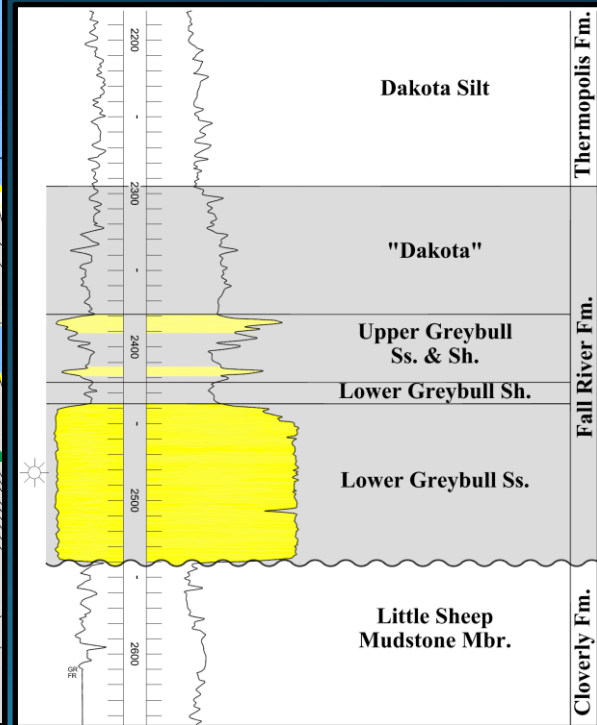 2200
Dakota Silt
Thermopolis Fm.
2300
"Dakota"
2400
Upper Greybull
Ss. & Sh.
Lower Greybull Sh.
Fall River Fm.
Lower Greybull Ss.
2500
Little Sheep
Mudstone Mbr.
2600
Cloverly Fm.
GR
FR